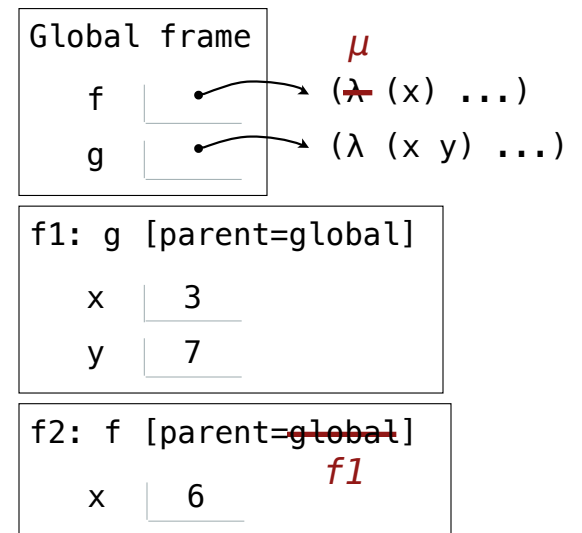 Global frame
μ
f (λ (x) ...)
g (λ (x y) ...)
f1: g [parent=global]
x 3
y 7
f2: f [parent=global]
f1
x 6